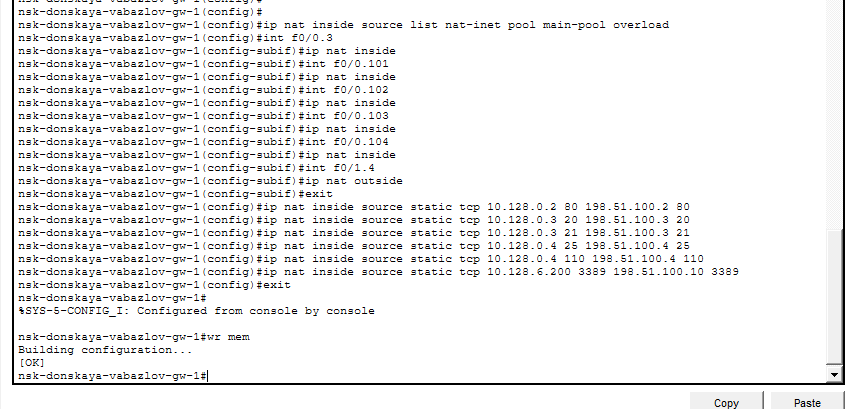 nsk-donskaya-vabazlov-gw-1(config)#
nsk-donskaya-vabazlov-gw-1(config)#
nsk-donskaya-vabazlov-gw-1(config)#ip nat inside source list nat-inet pool main-pool overload
nsk-donskaya-vabazlov-gw-1(config)#int f0/0.3
nsk-donskaya-vabazlov-gw-1(config-subif)#ip nat inside
nsk-donskaya-vabazlov-gw-1(config-subif)#int f0/0.101
nsk-donskaya-vabazlov-gw-1(config-subif)#ip nat inside
nsk-donskaya-vabazlov-gw-1(config-subif)#int f0/0.102
nsk-donskaya-vabazlov-gw-1(config-subif)#ip nat inside
nsk-donskaya-vabazlov-gw-1(config-subif)#int f0/0.103
nsk-donskaya-vabazlov-gw-1(config-subif)#ip nat inside
nsk-donskaya-vabazlov-gw-1(config-subif)#int f0/0.104
nsk-donskaya-vabazlov-gw-1(config-subif)#ip nat inside
nsk-donskaya-vabazlov-gw-1(config-subif)#int f0/1.4
nsk-donskaya-vabazlov-gw-1(config-subif)#ip nat outside
nsk-donskaya-vabazlov-gw-1(config-subif)#exit
nsk-donskaya-vabazlov-gw-1(config)#ip nat inside source static tcp 10.128.0.2 80 198.51.100.2 80
nsk-donskaya-vabazlov-gw-1(config)#ip nat inside source static tcp 10.128.0.3 20 198.51.100.3 20
nsk-donskaya-vabazlov-gw-1(config)#ip nat inside source static tcp 10.128.0.3 21 198.51.100.3 21
nsk-donskaya-vabazlov-gw-1(config)#ip nat inside source static tcp 10.128.0.4 25 198.51.100.4 25
nsk-donskaya-vabazlov-gw-1(config)#ip nat inside source static tcp 10.128.0.4 110 198.51.100.4 110
nsk-donskaya-vabazlov-gw-1(config)#ip nat inside source static tcp 10.128.6.200 3389 198.51.100.10 3389
nsk-donskaya-vabazlov-gw-1(config)#exit
nsk-donskaya-vabazlov-gw-1#
%SYS-5-CONFIG_I: Configured from console by console
nsk-donskaya-vabazlov-gw-1#wr mem
Building configuration...
[OK]
nsk-donskaya-vabazlov-gw-1#
Copy Paste